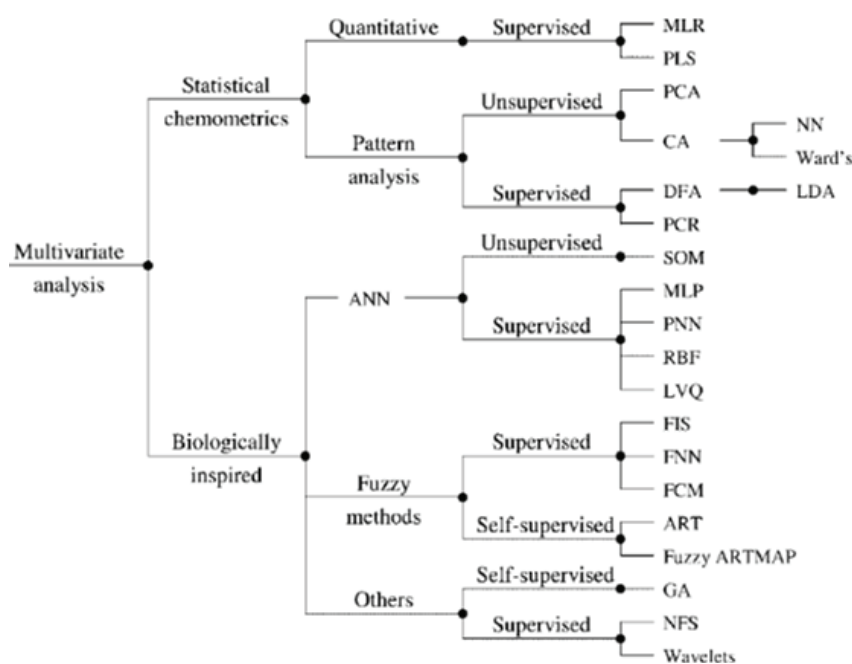 Quantitative
Supervised
MLR
PLS
Statistical
chemometrics
Unsupervised
PCA
CA
NN
Ward's
Pattern
analysis
Supervised
DFA
LDA
PCR
Multivariate
analysis
Unsupervised
SOM
ANN
Supervised
MLP
PNN
RBF
LVQ
Biologically
inspired
Supervised
FIS
FNN
FCM
Fuzzy
methods
Self-supervised
ART
Fuzzy ARTMAP
Others
Self-supervised
GA
Supervised
NFS
Wavelets